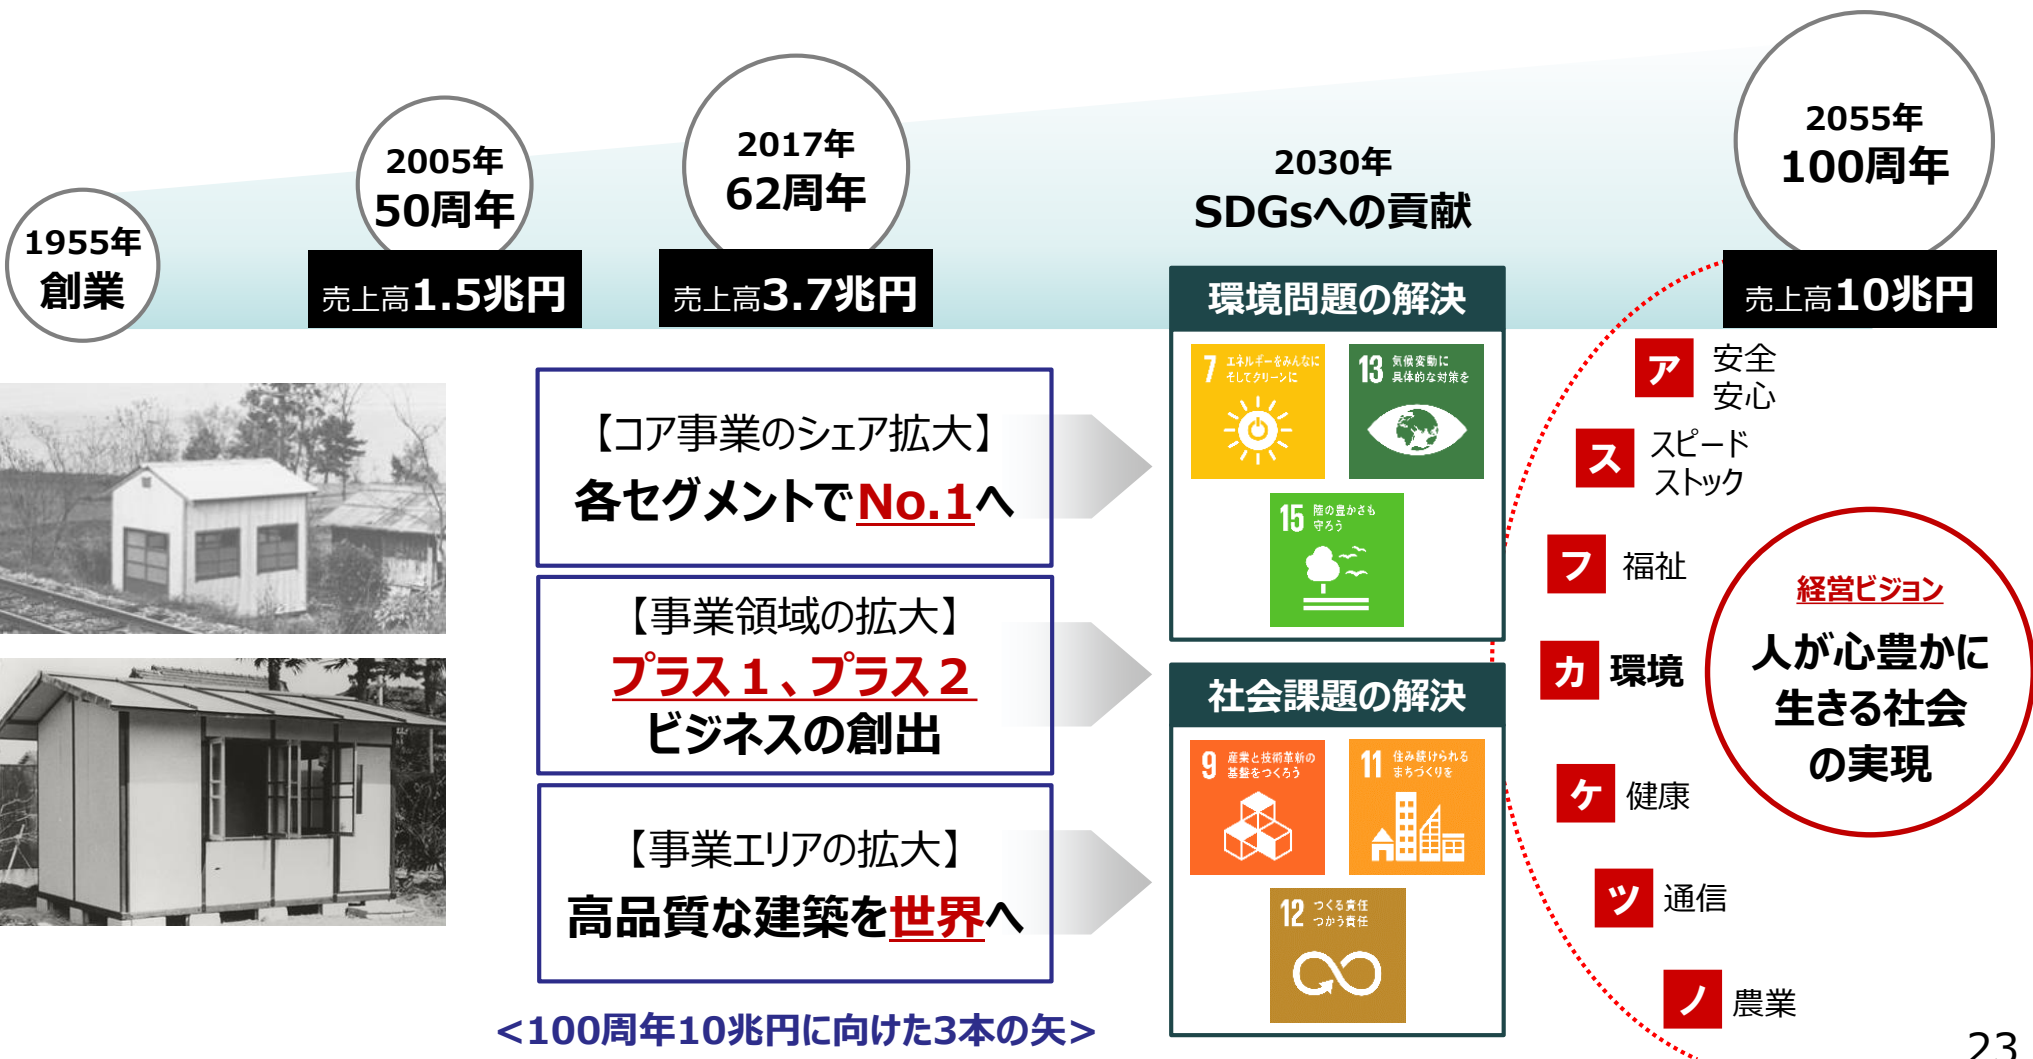 1955年
創業
2005年
50周年
売上高1.5兆円
2017年
62周年
売上高3.7兆円
2030年
SDGsへの貢献
2055年
100周年
売上高10兆円
【コア事業のシェア拡大】
各セグメントでNo.1へ
【事業領域の拡大】
プラス1、プラス2
ビジネスの創出
【事業エリアの拡大】
高品質な建築を世界へ
<100周年10兆円に向けた3本の矢>
環境問題の解決
7 エネルギーをみんなに
そしてクリーンに
13 気候変動に
具体的な対策を
15 陸の豊かさも
守ろう
社会課題の解決
9 産業と技術革新の
基盤をつくろう
11 住み続けられる
まちづくりを
12 つくる責任
つかう責任
ア 安全
安心
ス スピード
ストック
フ 福祉
カ 環境
ケ 健康
ツ 通信
ノ 農業
経営ビジョン
人が心豊かに
生きる社会
の実現
23